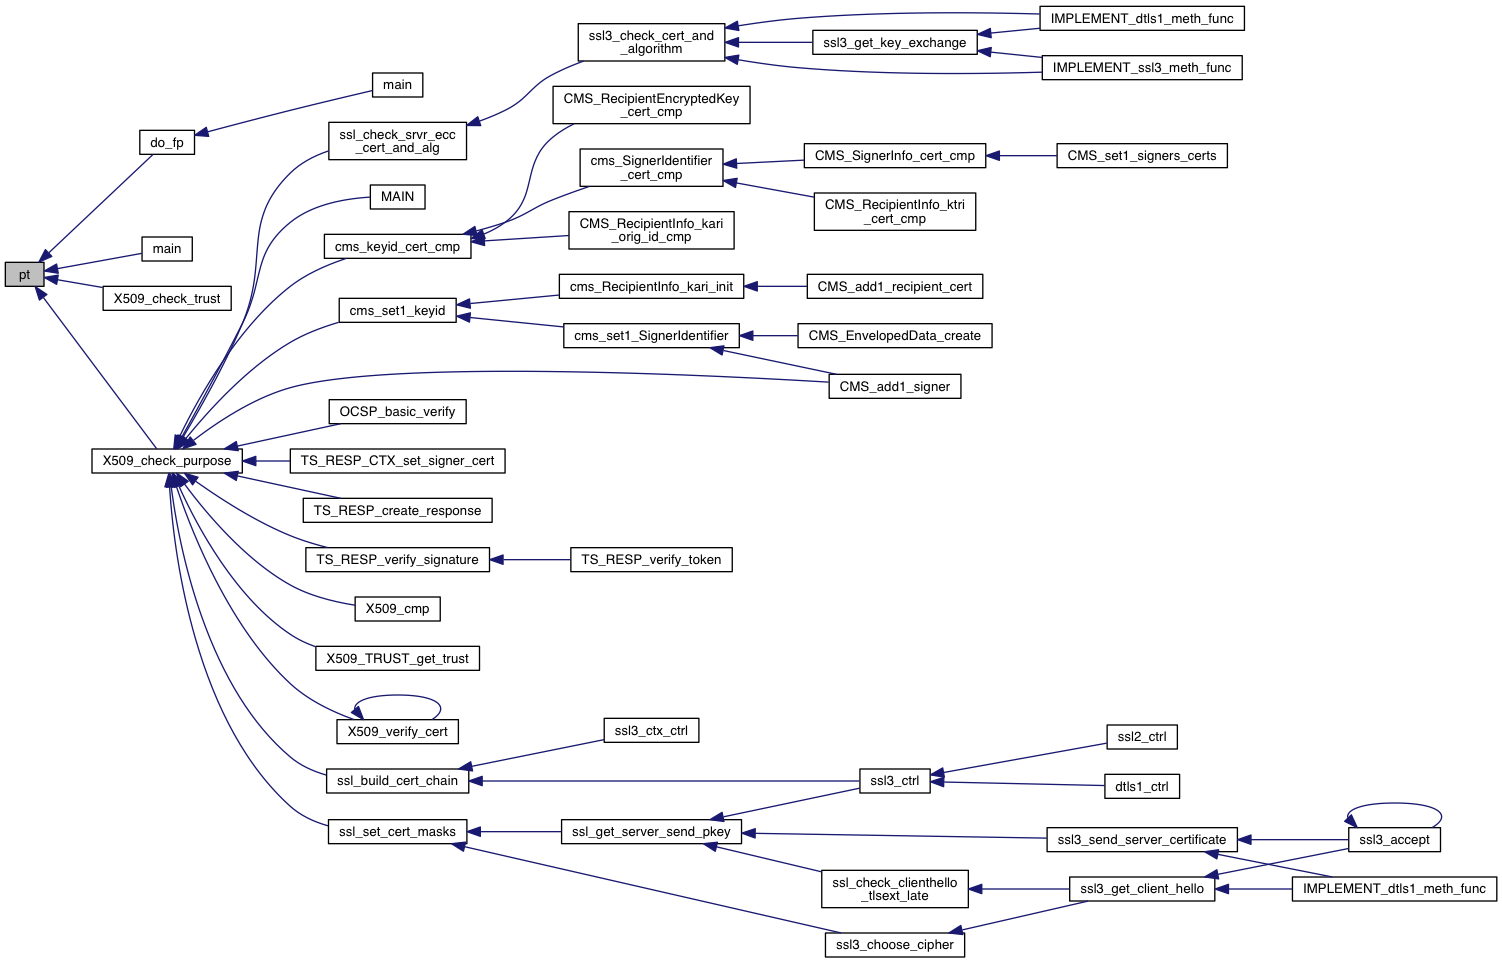 pt
do_fp
main
main
X509_check_trust
X509_check_purpose
ssl_check_srvr_ecc
_cert_and_alg
ssl3_check_cert_and
_algorithm
ssl3_get_key_exchange
IMPLEMENT_dtls1_meth_func
IMPLEMENT_ssl3_meth_func
MAIN
cms_keyid_cert_cmp
CMS_RecipientEncryptedKey
_cert_cmp
cms_SignerIdentifier
_cert_cmp
CMS_SignerInfo_cert_cmp
CMS_set1_signers_certs
CMS_RecipientInfo_ktri
_cert_cmp
CMS_RecipientInfo_kari
_orig_id_cmp
cms_set1_keyid
cms_RecipientInfo_kari_init
CMS_add1_recipient_cert
cms_set1_SignerIdentifier
CMS_EnvelopedData_create
CMS_add1_signer
OCSP_basic_verify
TS_RESP_CTX_set_signer_cert
TS_RESP_create_response
TS_RESP_verify_signature
TS_RESP_verify_token
X509_cmp
X509_TRUST_get_trust
X509_verify_cert
ssl_build_cert_chain
ssl3_ctx_ctrl
ssl3_ctrl
ssl2_ctrl
dtls1_ctrl
ssl_set_cert_masks
ssl_get_server_send_pkey
ssl3_send_server_certificate
ssl3_accept
ssl_check_clienthello
_tlsext_late
ssl3_get_client_hello
IMPLEMENT_dtls1_meth_func
ssl3_choose_cipher